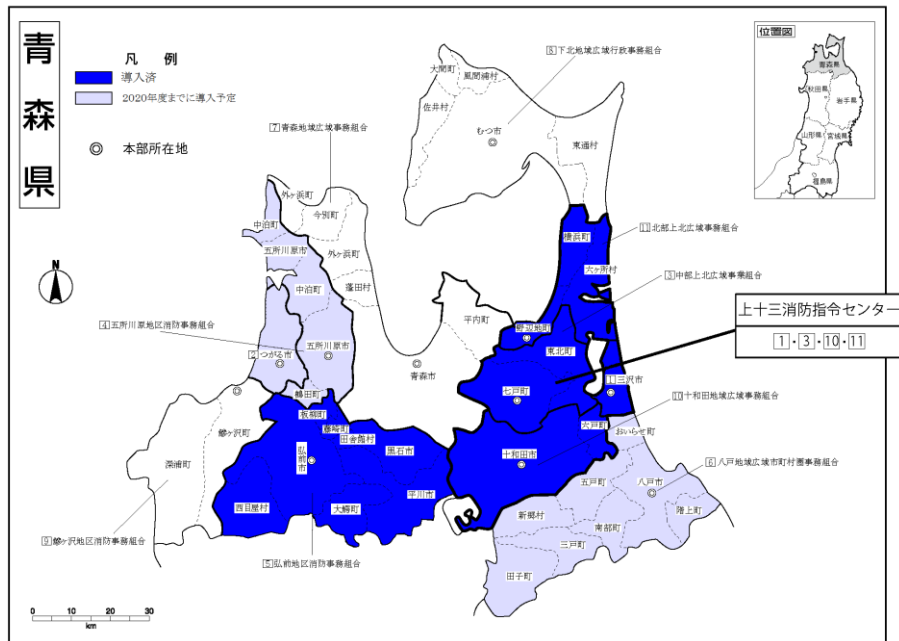 青森県
凡 例
導入済
2020年度までに導入予定
◎ 本部所在地
位置図
青森県
秋田県
岩手県
山形県
宮城県
福島県
8下北地域広域行政事務組合
大間町
風間浦村
佐井村
むつ市
東通村
7青森地域広域事務組合
外ヶ浜町
今別町
中泊町
五所川原市
外ヶ浜町
中泊町
蓬田村
横浜町
11北部上北広域事務組合
六ヶ所村
3中部上北広域事業組合
平内町
野辺地町
上十三消防指令センター
1・3・10・11
4五所川原地区消防事務組合
東北町
2つがる市
五所川原市
青森市
七戸町
1三沢市
鶴田町
10十和田地域広域事務組合
板柳町
藤崎町
田舎館村
六戸町
おいらせ町
鰺ヶ沢町
黒石市
弘前市
十和田市
6八戸地域広域市町村圏事務組合
深浦町
五戸町
八戸市
平川市
西目屋村
大鰐町
新郷村
階上町
南部町
9鰺ヶ沢地区消防事務組合
三戸町
5弘前地区消防事務組合
田子町
N
0 10 20 30
km